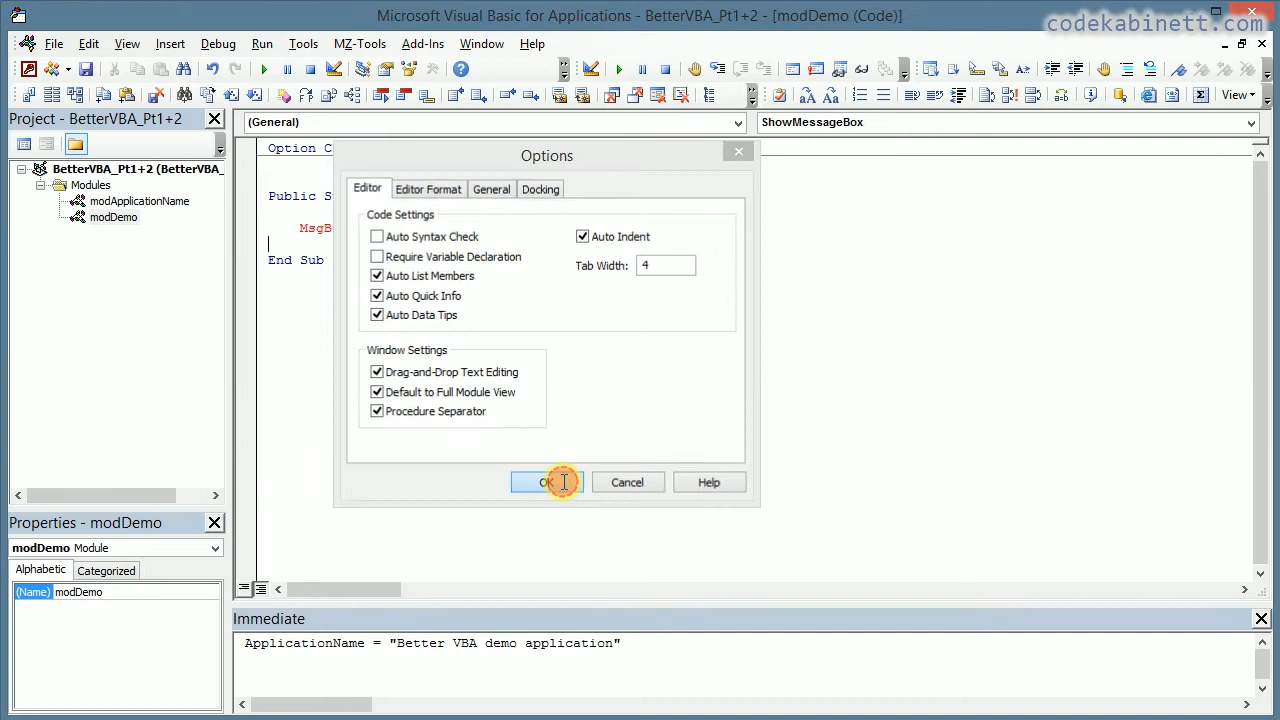 Microsoft Visual Basic for Applications - BetterVBA_Pt1+2 - [modDemo (Code)]
codekabinett.com
File Edit View Insert Debug Run Tools MZ-Tools Add-Ins Window Help
View
Project - BetterVBA_Pt1+2
(General)
ShowMessageBox
BetterVBA_Pt1+2 (BetterVBA_
Modules
modApplicationName
modDemo
Option C
Public S
MsgB
End Sub
Options
Editor Editor Format General Docking
Code Settings
Auto Syntax Check
Auto Indent
Require Variable Declaration
Tab Width: 4
Auto List Members
Auto Quick Info
Auto Data Tips
Window Settings
Drag-and-Drop Text Editing
Default to Full Module View
Procedure Separator
OK Cancel Help
Properties - modDemo
modDemo Module
Alphabetic Categorized
(Name) modDemo
Immediate
ApplicationName = "Better VBA demo application"